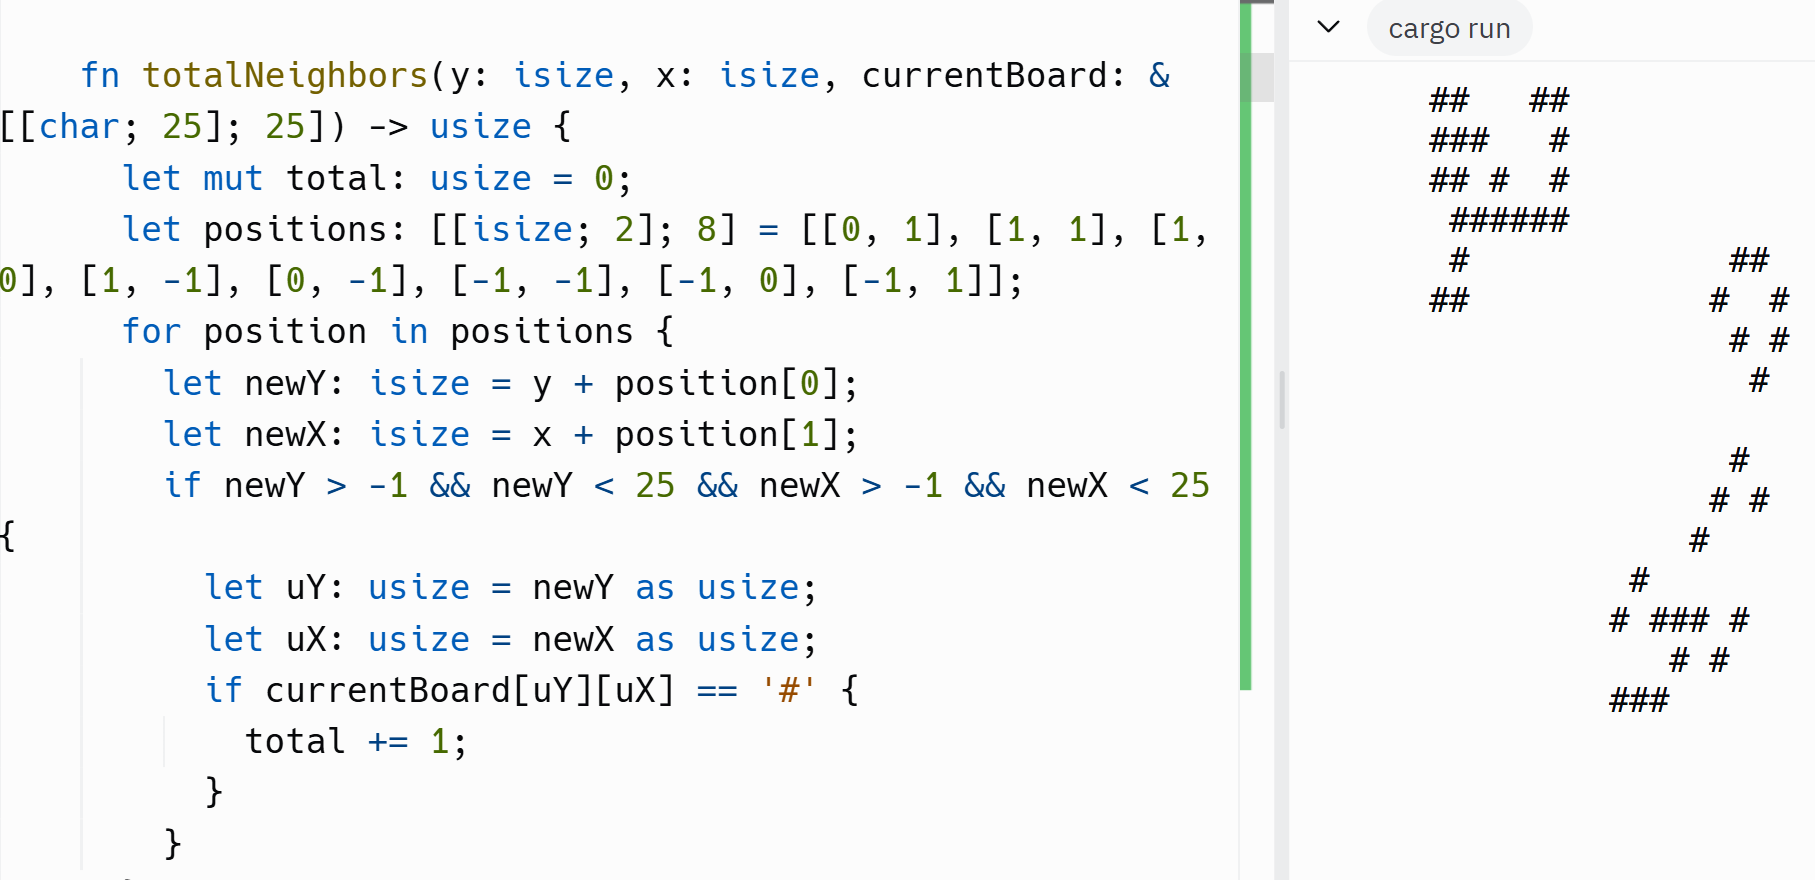 fn totalNeighbors(y: isize, x: isize, currentBoard: &
[[char; 25]; 25]) -> usize {
let mut total: usize = 0;
let positions: [[isize; 2]; 8] = [[0, 1], [1, 1], [1,
0], [1, -1], [0, -1], [-1, -1], [-1, 0], [-1, 1]];
for position in positions {
let newY: isize = y + position[0];
let newX: isize = x + position[1];
if newY > -1 && newY < 25 && newX > -1 && newX < 25
{
let uY: usize = newY as usize;
let uX: usize = newX as usize;
if currentBoard[uY][uX] == '#' {
total += 1;
}
}
cargo run
##   ##
###   #
## #  #
 ######
 #             ##
##            #  #
               # #
                #
               #
              # #
             #
          #
         # ### #
            # #
         ###